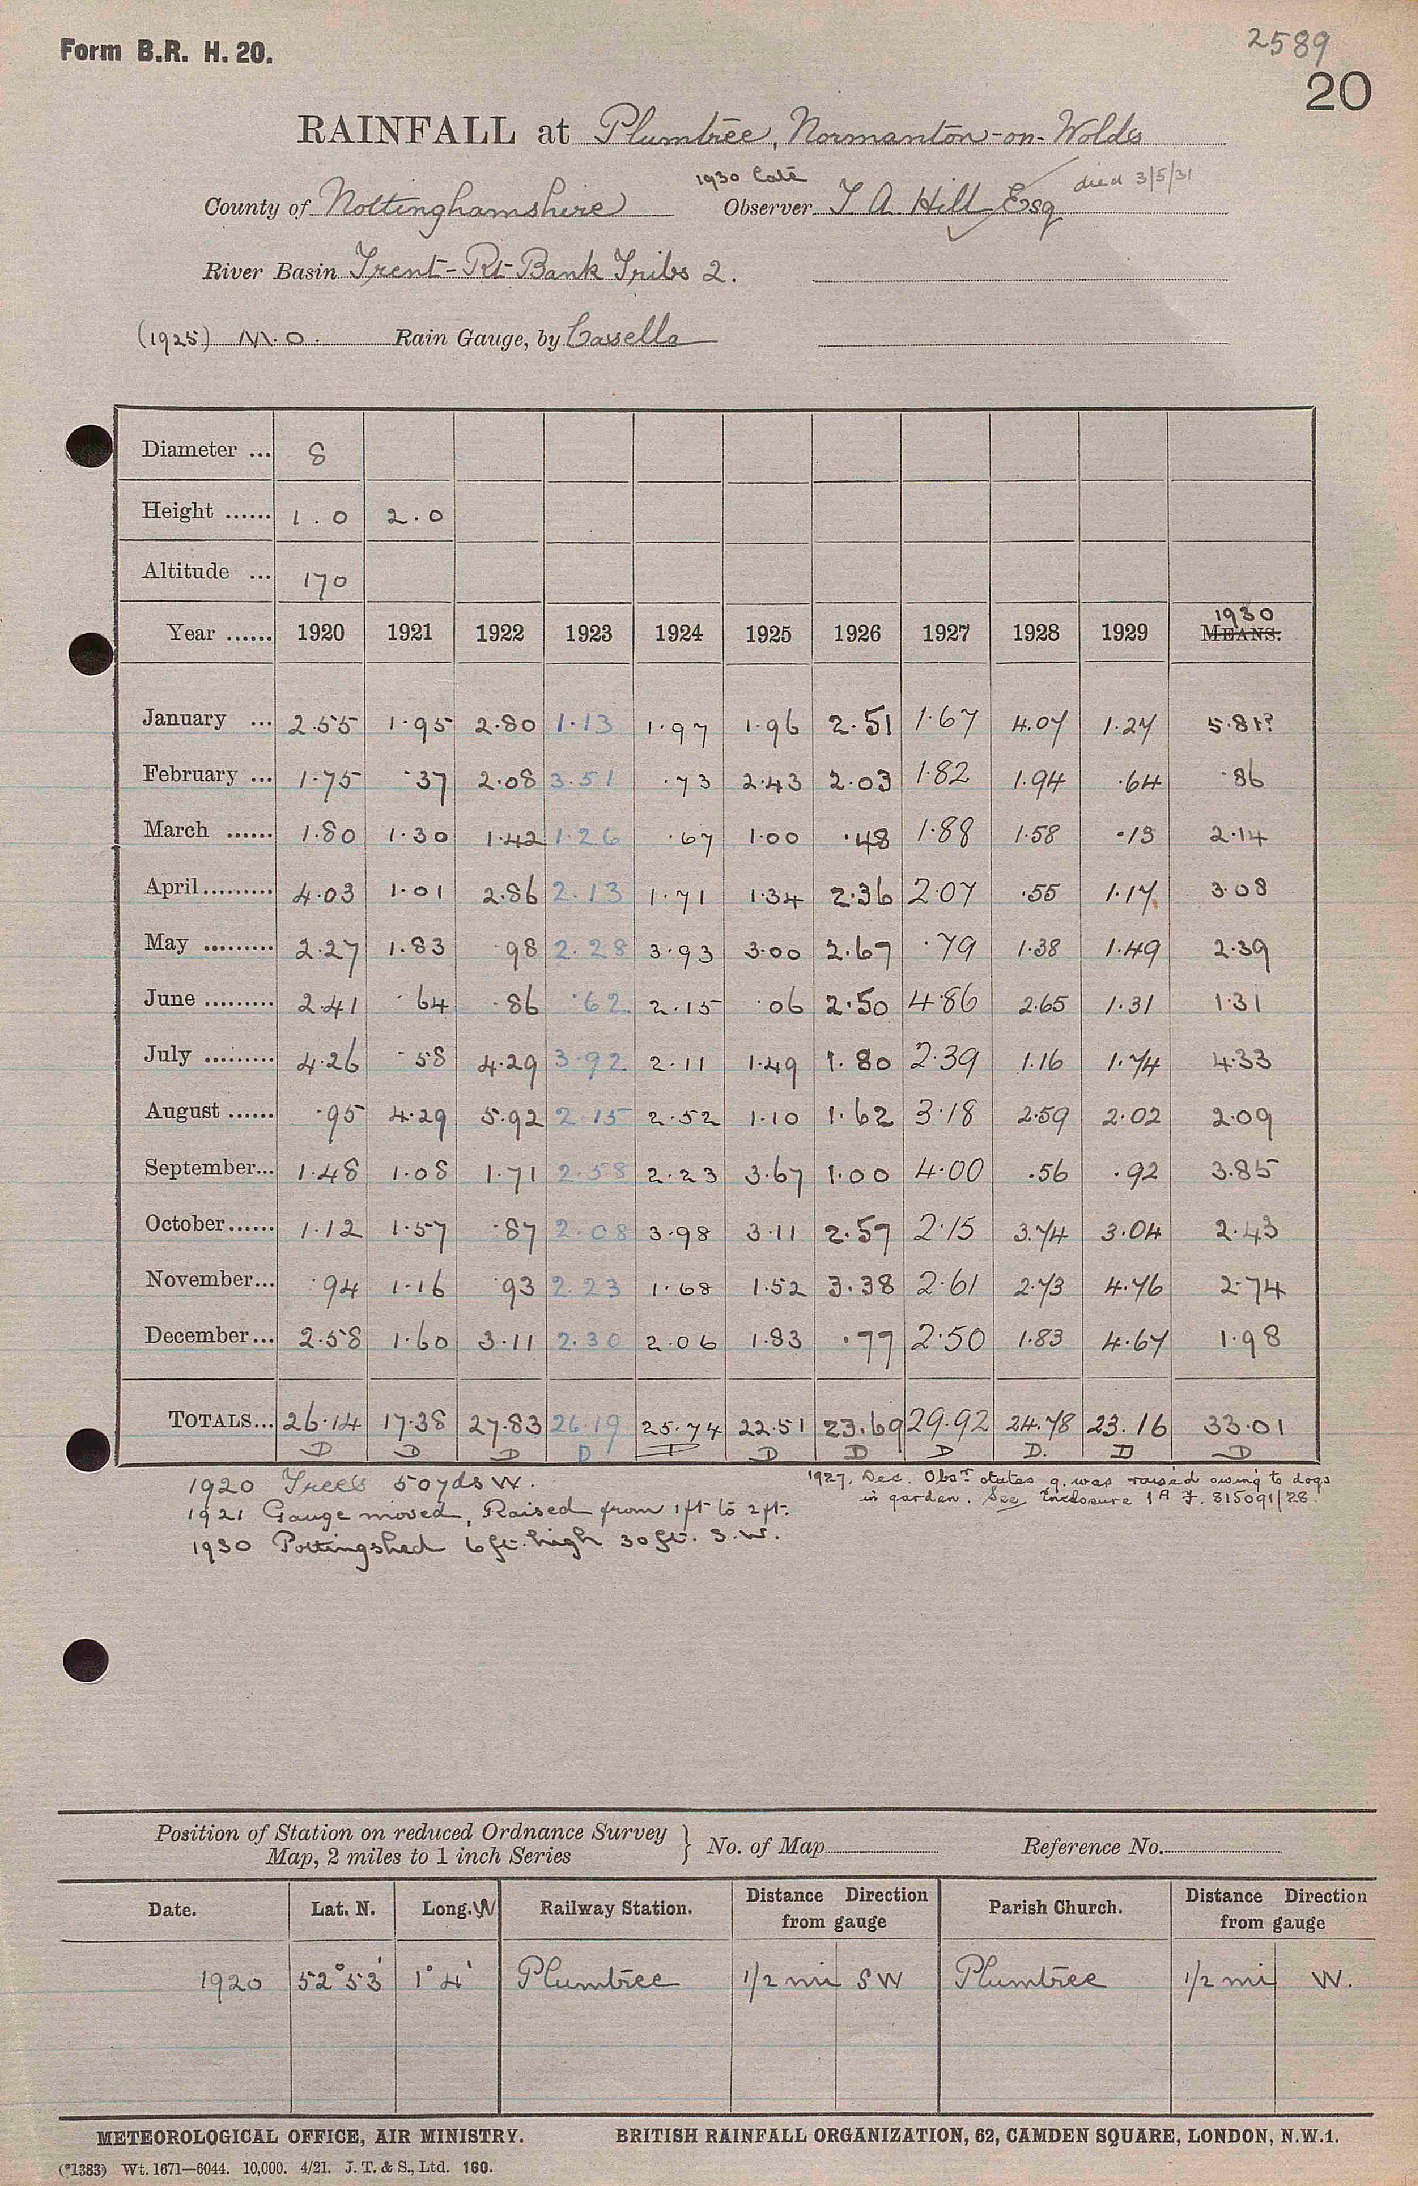 2589
Form B.R. H. 20.
20
RAINFALL at Plumtree, Normanton-on-Wolds
1930 Late
died 3/5/31
County of Nottinghamshire Observer T A Hill Esq
River Basin Trent - Rt Bank Tribs 2.
(1925) M.O. Rain Gauge, by Casella
Diameter ... 8
Height ...... 1.0 2.0
Altitude ... 170
1930
Year ...... 1920 1921 1922 1923 1924 1925 1926 1927 1928 1929 MEANS.
January ... 2.55 1.95 2.80 1.13 1.97 1.96 2.51 1.67 4.07 1.27 5.81?
February ... 1.75 .37 2.08 3.51 .73 2.43 2.03 1.82 1.94 .64 .86
March ...... 1.80 1.30 1.42 1.26 .67 1.00 .48 1.88 1.58 .13 2.14
April ......... 4.03 1.01 2.86 2.13 1.71 1.34 2.36 2.07 .55 1.17 3.08
May ......... 2.27 1.83 .98 2.28 3.93 3.00 2.67 .79 1.38 1.49 2.39
June ......... 2.41 .64 .86 .62 2.15 .06 2.50 4.86 2.65 1.31 1.31
July ......... 4.26 .58 4.29 3.92 2.11 1.49 1.80 2.39 1.16 1.74 4.33
August ...... .95 4.29 5.92 2.15 2.52 1.10 1.62 3.18 2.59 2.02 2.09
September... 1.48 1.08 1.71 2.58 2.23 3.67 1.00 4.00 .56 .92 3.85
October ...... 1.12 1.57 .87 2.08 3.98 3.11 2.57 2.15 3.74 3.04 2.43
November... .94 1.16 .93 2.23 1.68 1.52 3.38 2.61 2.73 4.76 2.74
December... 2.58 1.60 3.11 2.30 2.06 1.83 .77 2.50 1.83 4.67 1.98
TOTALS... 26.14 17.38 27.83 26.19 25.74 22.51 23.69 29.92 24.78 23.16 33.01
D D D D D D D D D. D D
1920 Trees 50yds W.
1927, Dec. Obsr. states g. was raised owing to dogs
in garden. See Enclosure 1A F. 815091/28.
1921 Gauge moved, Raised from 1ft to 2ft.
1930 Pottingshed 6ft. high 30ft. S.W.
Position of Station on reduced Ordnance Survey
Map, 2 miles to 1 inch Series
No. of Map
Reference No.
Date. Lat. N. Long. W Railway Station. Distance Direction from gauge Parish Church. Distance Direction from gauge
1920 52°53' 1°4' Plumtree 1/2 mi SW Plumtree 1/2 mi W.
METEOROLOGICAL OFFICE, AIR MINISTRY. BRITISH RAINFALL ORGANIZATION, 62, CAMDEN SQUARE, LONDON, N.W.1.
(*1383) Wt. 1671—6044. 10,000. 4/21. J. T. & S., Ltd. 160.